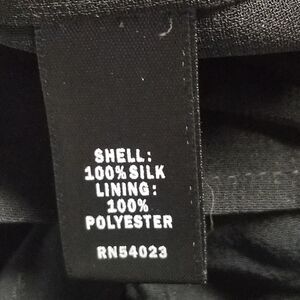 SHELL:
100% SILK
LINING:
100%
POLYESTER
RN54023